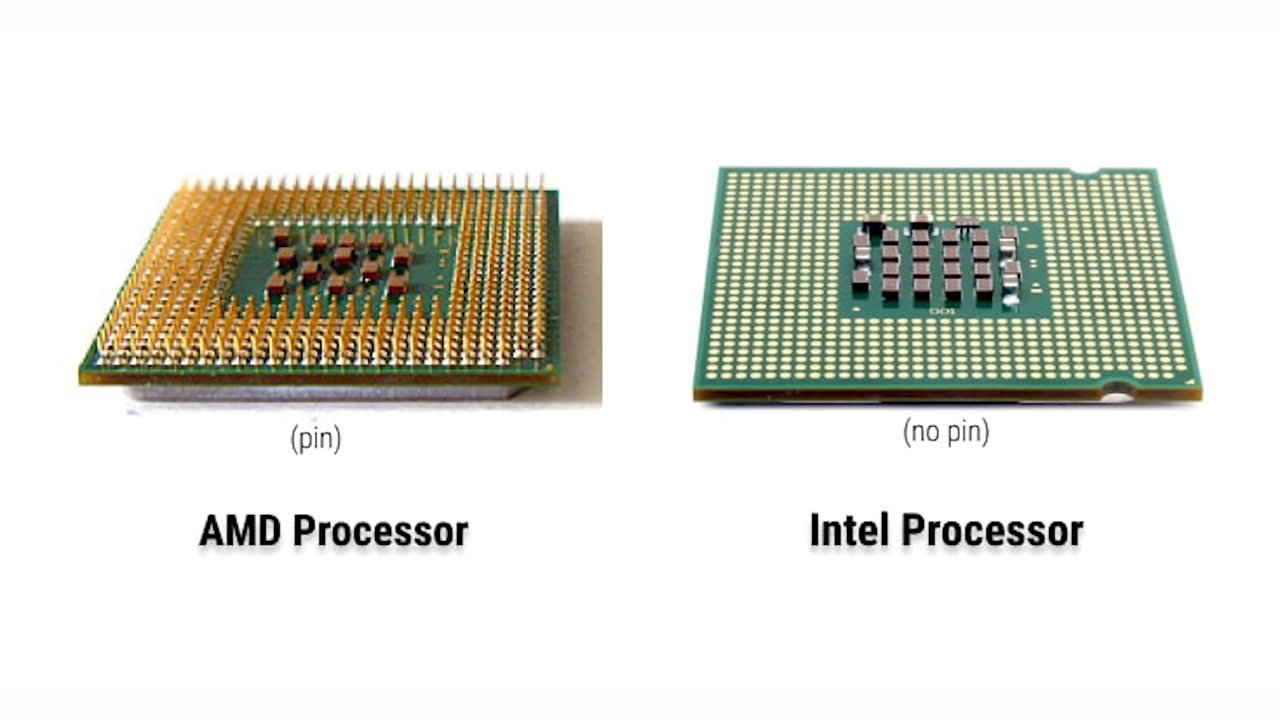 (pin)
(no pin)
AMD Processor
Intel Processor